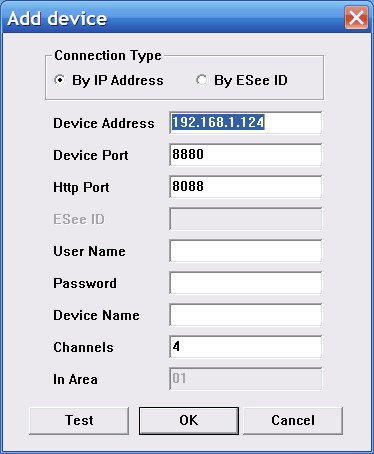 Add device
Connection Type
By IP Address By ESee ID
Device Address 192.168.1.124
Device Port 8880
Http Port 8088
ESee ID
User Name
Password
Device Name
Channels 4
In Area 01
Test OK Cancel